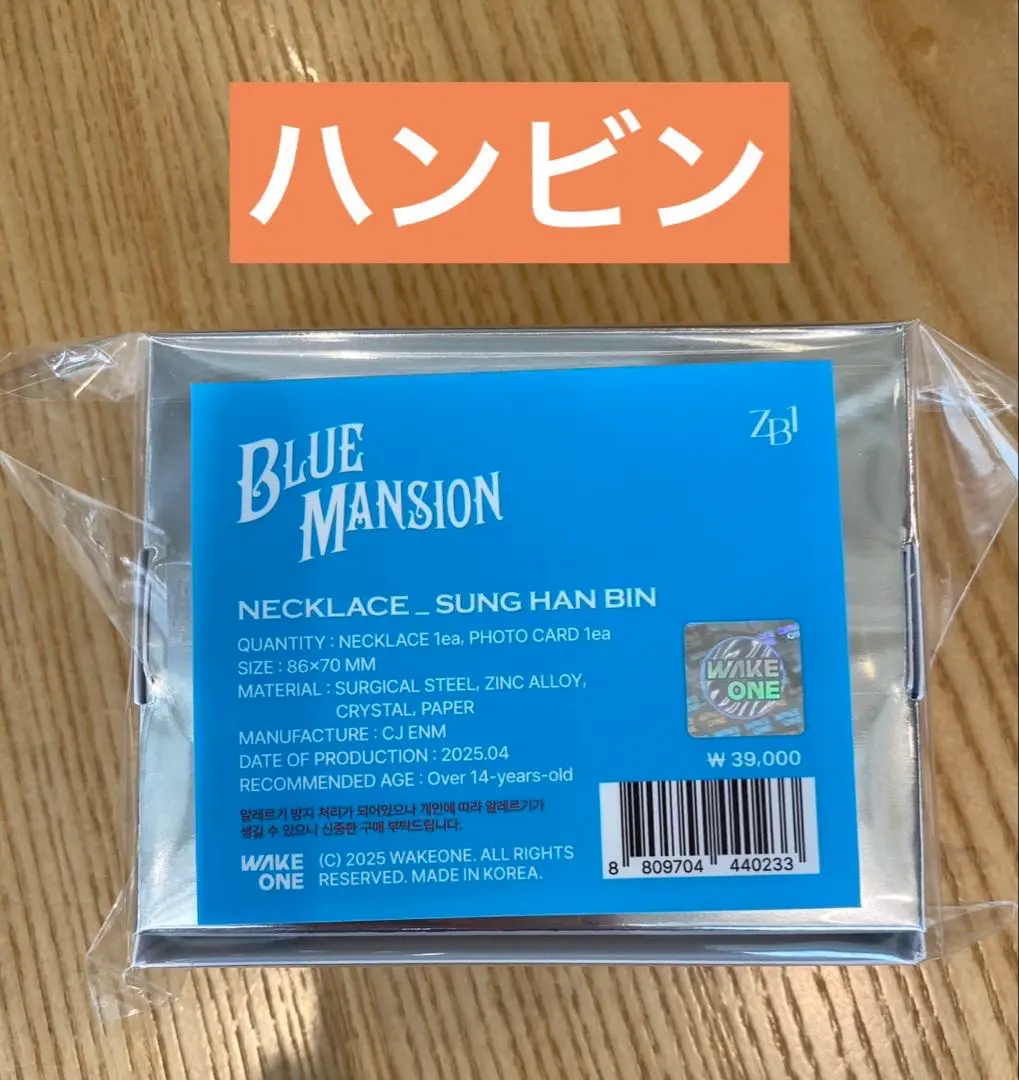 ハンビン
ZB1
BLUE
MANSION
NECKLACE _ SUNG HAN BIN
QUANTITY : NECKLACE 1ea, PHOTO CARD 1ea
SIZE : 86×70 MM
MATERIAL : SURGICAL STEEL, ZINC ALLOY,
CRYSTAL, PAPER
MANUFACTURE : CJ ENM
DATE OF PRODUCTION : 2025.04
RECOMMENDED AGE : Over 14-years-old
WAKE
ONE
₩ 39,000
알레르기 방지 처리가 되어있으나 개인에 따라 알레르기가
생길 수 있으니 신중한 구매 부탁드립니다.
WAKE
ONE
(C) 2025 WAKEONE. ALL RIGHTS
RESERVED. MADE IN KOREA.
8 809704 440233